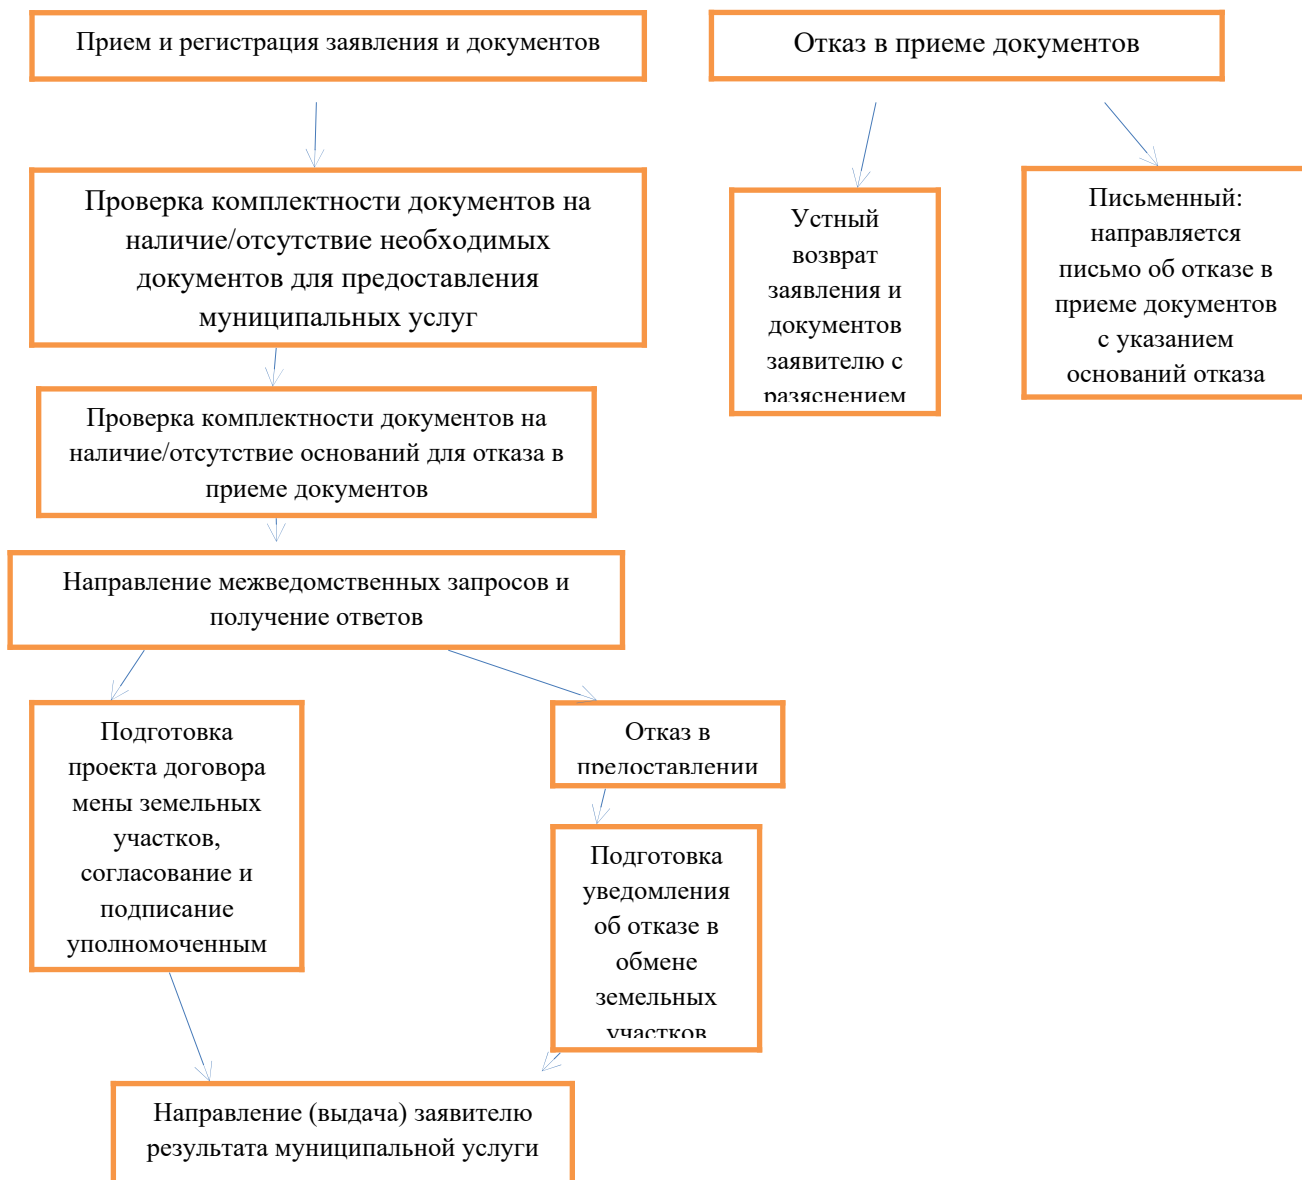 Прием и регистрация заявления и документов
Отказ в приеме документов
Проверка комплектности документов на
наличие/отсутствие необходимых
документов для предоставления
муниципальных услуг
Устный
возврат
заявления и
документов
заявителю с
разяснением
Письменный:
направляется
письмо об отказе в
приеме документов
с указанием
оснований отказа
Проверка комплектности документов на
наличие/отсутствие оснований для отказа в
приеме документов
Направление межведомственных запросов и
получение ответов
Подготовка
проекта договора
мены земельных
участков,
согласование и
подписание
уполномоченным
Отказ в
предоставлении
Подготовка
уведомления
об отказе в
обмене
земельных
участков
Направление (выдача) заявителю
результата муниципальной услуги